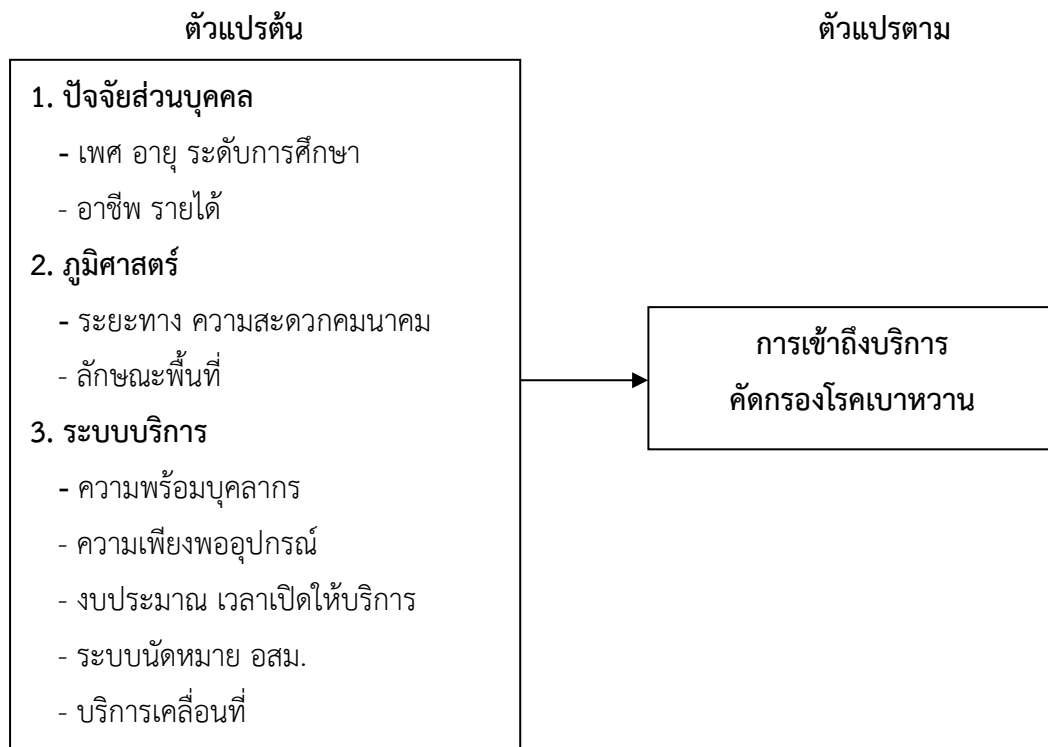 ตัวแปรต้น
ตัวแปรตาม
1. ปัจจัยส่วนบุคคล
- เพศ อายุ ระดับการศึกษา
- อาชีพ รายได้
2. ภูมิศาสตร์
- ระยะทาง ความสะดวกคมนาคม
- ลักษณะพื้นที่
3. ระบบบริการ
- ความพร้อมบุคลากร
- ความเพียงพออุปกรณ์
- งบประมาณ เวลาเปิดให้บริการ
- ระบบนัดหมาย อสม.
- บริการเคลื่อนที่
การเข้าถึงบริการ
คัดกรองโรคเบาหวาน